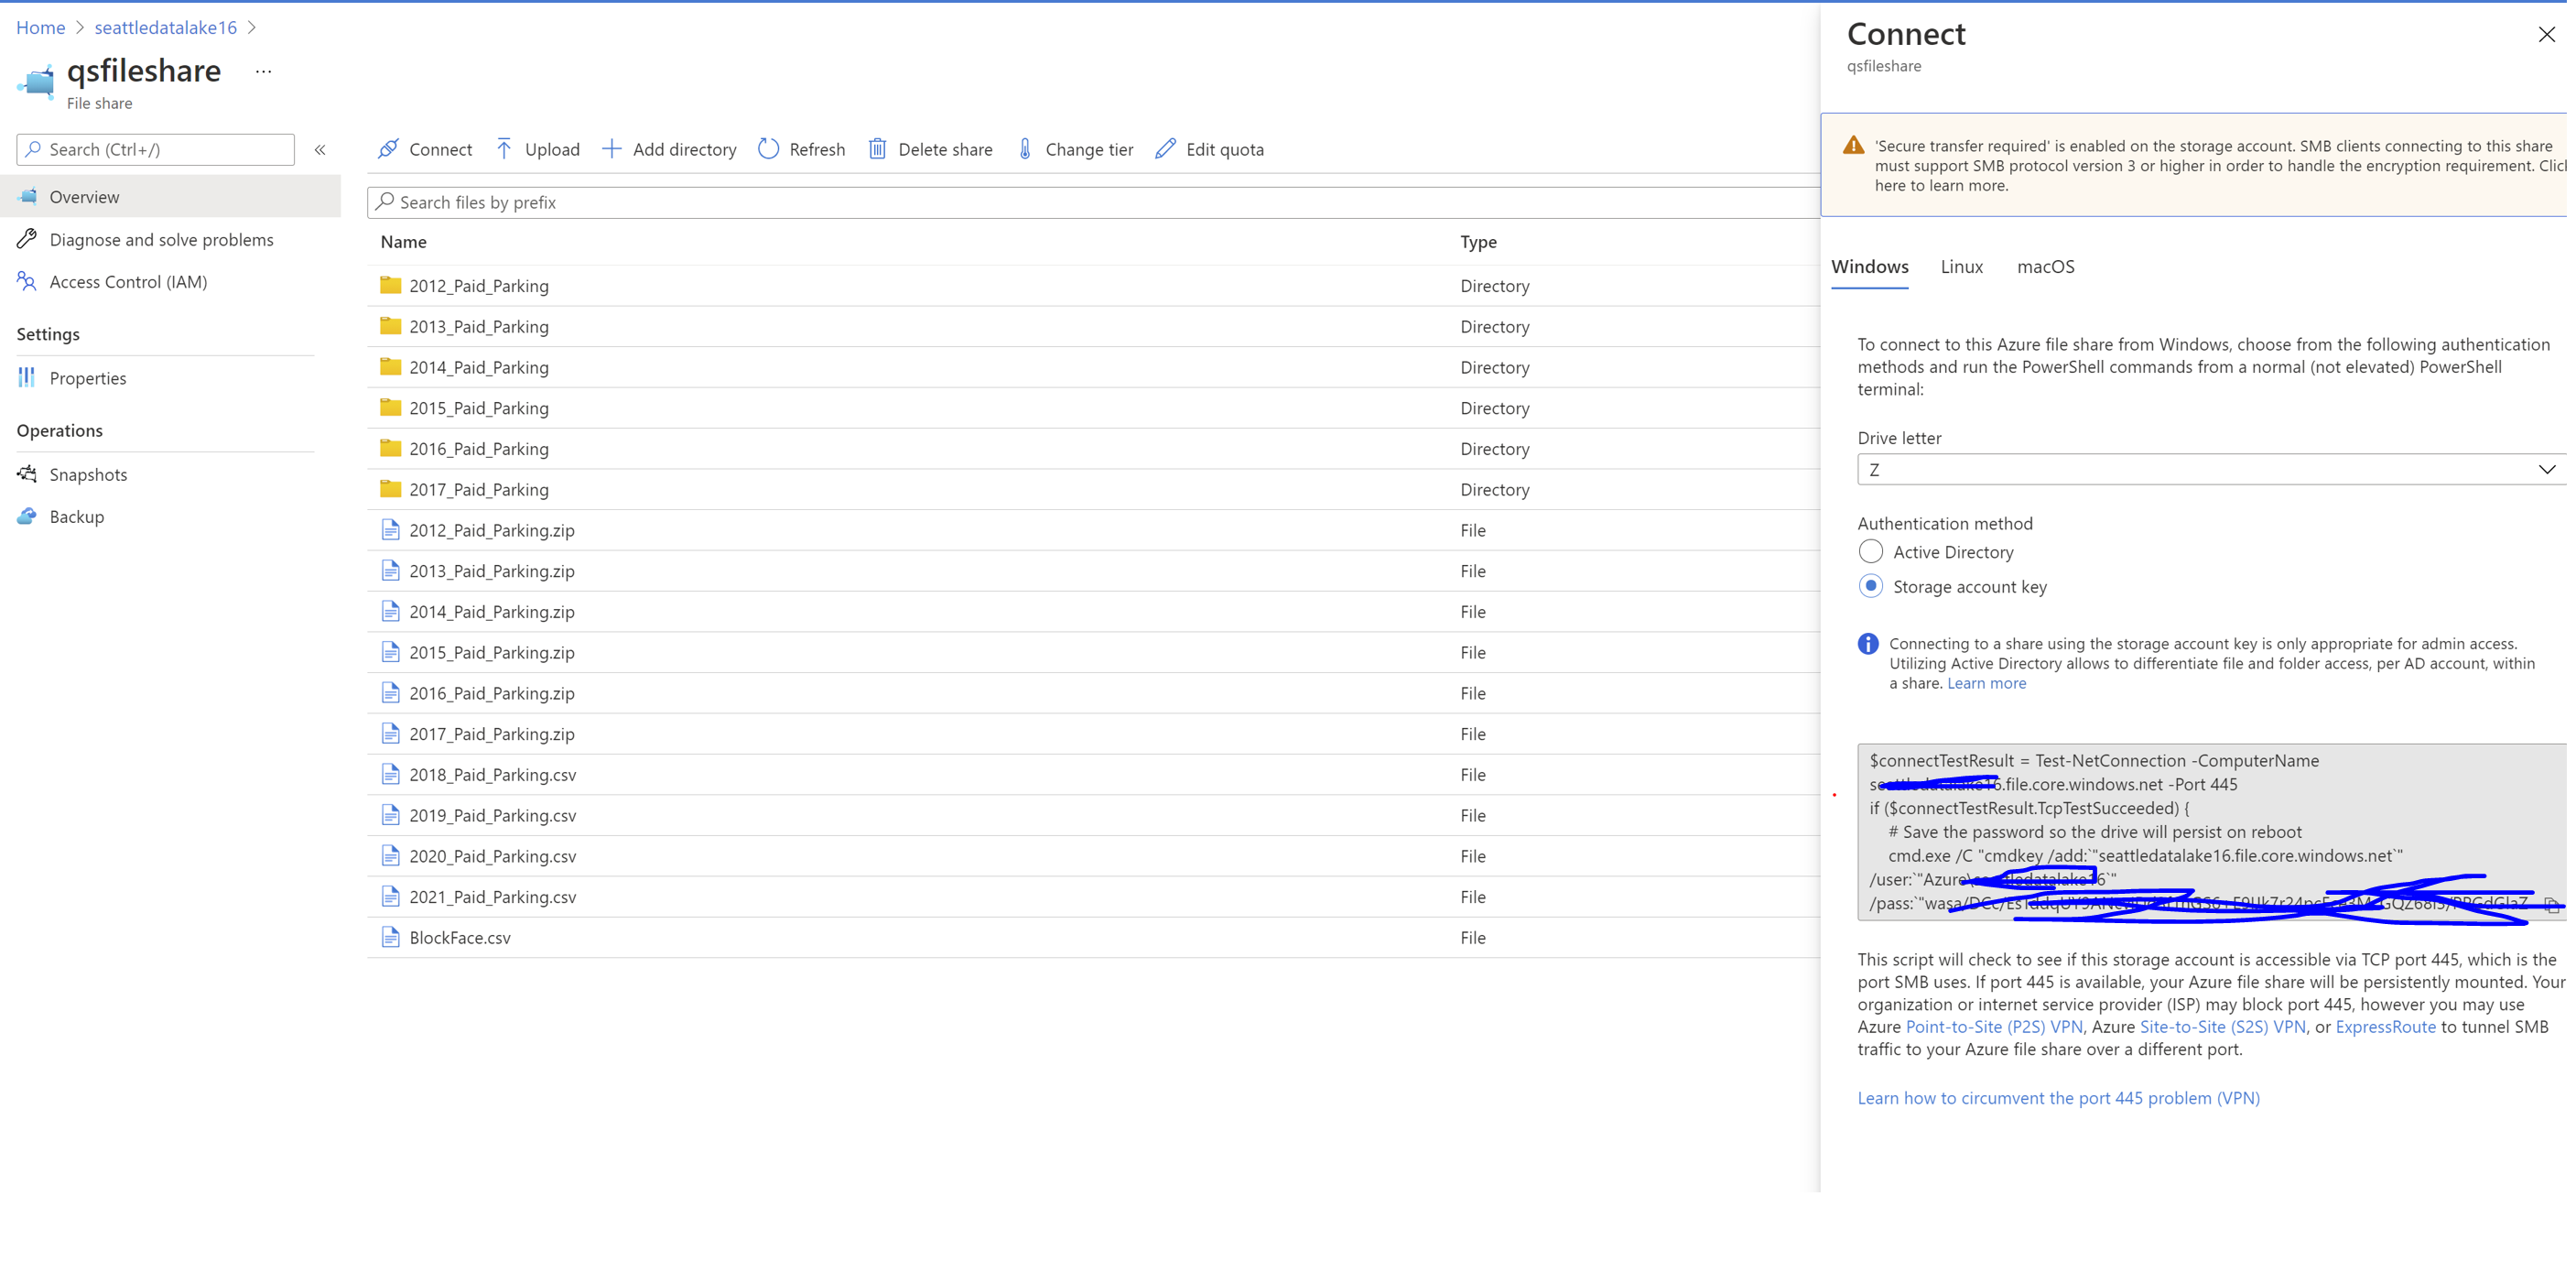 Home > seattledatalake16 >
qsfileshare ...
File share
Search (Ctrl+/) «
Overview
Diagnose and solve problems
Access Control (IAM)
Settings
Properties
Operations
Snapshots
Backup
Connect Upload Add directory Refresh Delete share Change tier Edit quota
Search files by prefix
Name Type
2012_Paid_Parking Directory
2013_Paid_Parking Directory
2014_Paid_Parking Directory
2015_Paid_Parking Directory
2016_Paid_Parking Directory
2017_Paid_Parking Directory
2012_Paid_Parking.zip File
2013_Paid_Parking.zip File
2014_Paid_Parking.zip File
2015_Paid_Parking.zip File
2016_Paid_Parking.zip File
2017_Paid_Parking.zip File
2018_Paid_Parking.csv File
2019_Paid_Parking.csv File
2020_Paid_Parking.csv File
2021_Paid_Parking.csv File
BlockFace.csv File
Connect
qsfileshare
'Secure transfer required' is enabled on the storage account. SMB clients connecting to this share
must support SMB protocol version 3 or higher in order to handle the encryption requirement. Clic
here to learn more.
Windows Linux macOS
To connect to this Azure file share from Windows, choose from the following authentication
methods and run the PowerShell commands from a normal (not elevated) PowerShell
terminal:
Drive letter
Z
Authentication method
Active Directory
Storage account key
Connecting to a share using the storage account key is only appropriate for admin access.
Utilizing Active Directory allows to differentiate file and folder access, per AD account, within
a share. Learn more
$connectTestResult = Test-NetConnection -ComputerName
.file.core.windows.net -Port 445
if ($connectTestResult.TcpTestSucceeded) {
# Save the password so the drive will persist on reboot
cmd.exe /C "cmdkey /add:`"seattledatalake16.file.core.windows.net`"
/user:`"Azure\
/pass:`"
This script will check to see if this storage account is accessible via TCP port 445, which is the
port SMB uses. If port 445 is available, your Azure file share will be persistently mounted. Your
organization or internet service provider (ISP) may block port 445, however you may use
Azure Point-to-Site (P2S) VPN, Azure Site-to-Site (S2S) VPN, or ExpressRoute to tunnel SMB
traffic to your Azure file share over a different port.
Learn how to circumvent the port 445 problem (VPN)